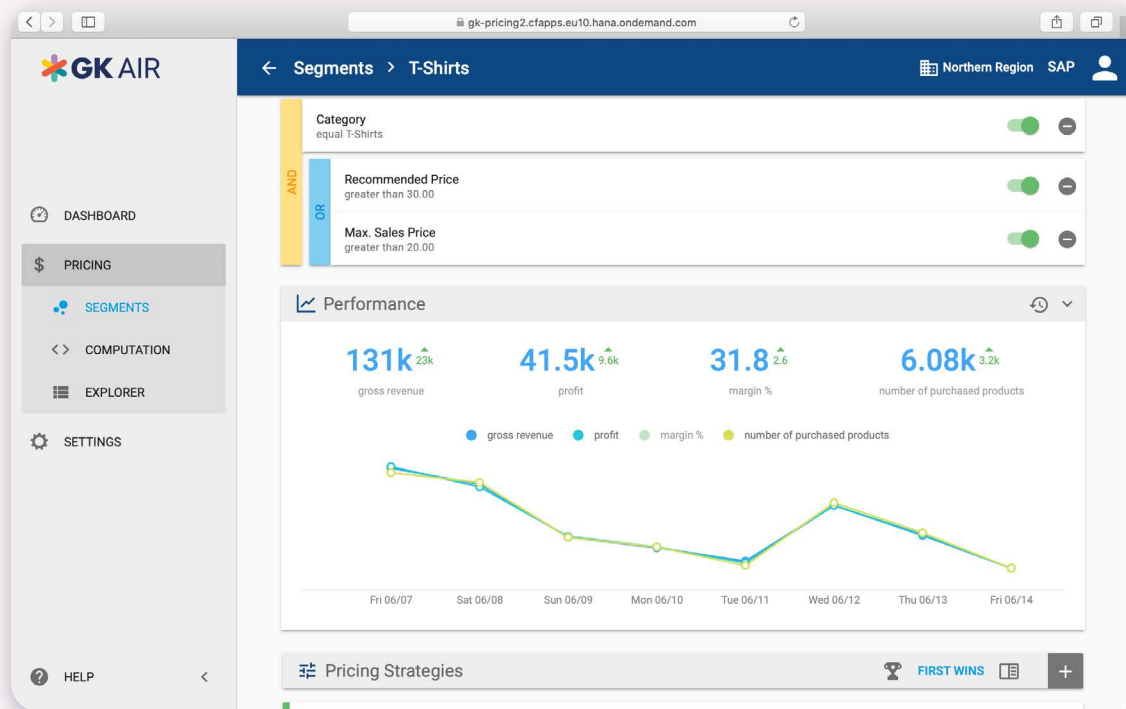 gk-pricing2.cfapps.eu10.hana.ondemand.com
GK AIR
Segments > T-Shirts
Northern Region SAP
DASHBOARD
PRICING
SEGMENTS
COMPUTATION
EXPLORER
SETTINGS
HELP
AND
Category
equal T-Shirts
OR
Recommended Price
greater than 30.00
Max. Sales Price
greater than 20.00
Performance
131k 23k
gross revenue
41.5k 9.6k
profit
31.8 2.6
margin %
6.08k 3.2k
number of purchased products
gross revenue profit margin % number of purchased products
Fri 06/07 Sat 06/08 Sun 06/09 Mon 06/10 Tue 06/11 Wed 06/12 Thu 06/13 Fri 06/14
Pricing Strategies
FIRST WINS